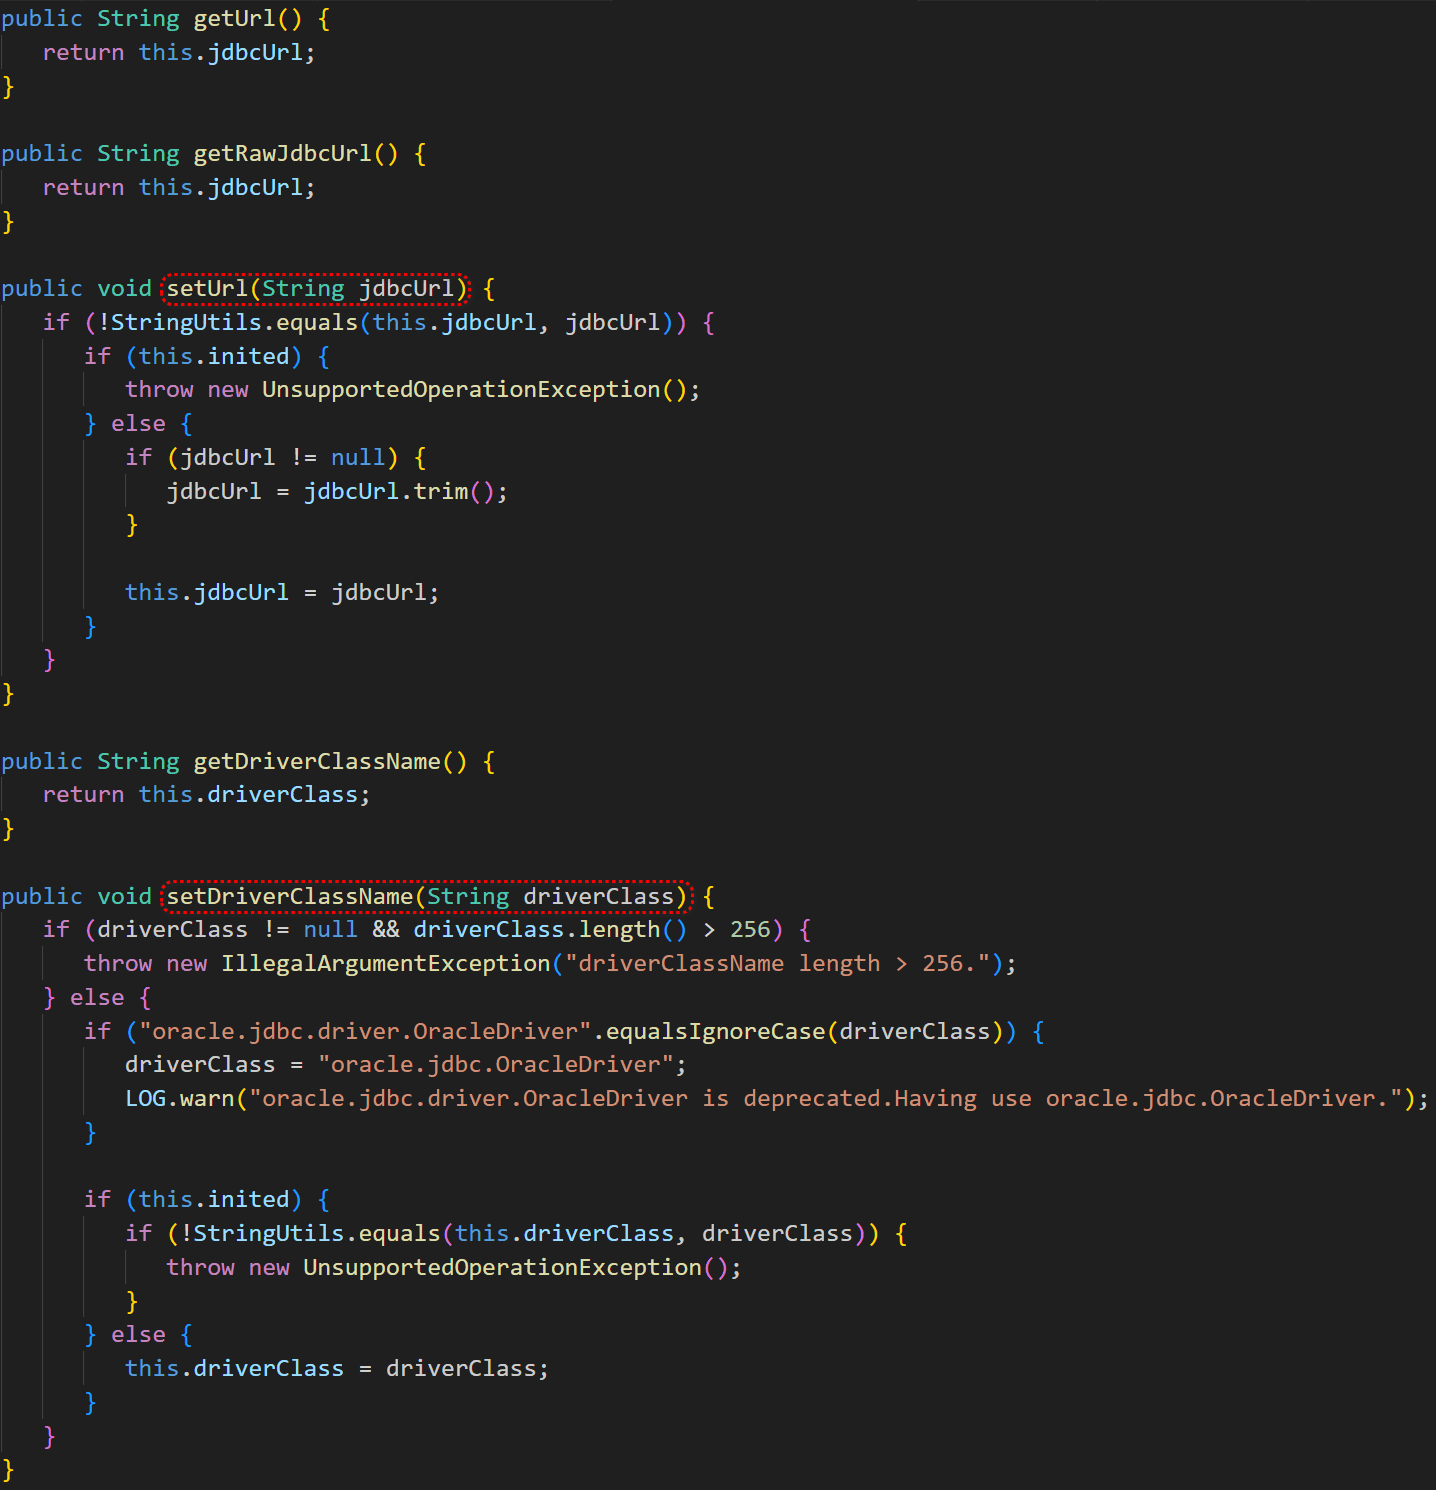 public String getUrl() {
   return this.jdbcUrl;
}

public String getRawJdbcUrl() {
   return this.jdbcUrl;
}

public void setUrl(String jdbcUrl) {
   if (!StringUtils.equals(this.jdbcUrl, jdbcUrl)) {
      if (this.inited) {
         throw new UnsupportedOperationException();
      } else {
         if (jdbcUrl != null) {
            jdbcUrl = jdbcUrl.trim();
         }

         this.jdbcUrl = jdbcUrl;
      }
   }
}

public String getDriverClassName() {
   return this.driverClass;
}

public void setDriverClassName(String driverClass) {
   if (driverClass != null && driverClass.length() > 256) {
      throw new IllegalArgumentException("driverClassName length > 256.");
   } else {
      if ("oracle.jdbc.driver.OracleDriver".equalsIgnoreCase(driverClass)) {
         driverClass = "oracle.jdbc.OracleDriver";
         LOG.warn("oracle.jdbc.driver.OracleDriver is deprecated.Having use oracle.jdbc.OracleDriver.");
      }

      if (this.inited) {
         if (!StringUtils.equals(this.driverClass, driverClass)) {
            throw new UnsupportedOperationException();
         }
      } else {
         this.driverClass = driverClass;
      }
   }
}